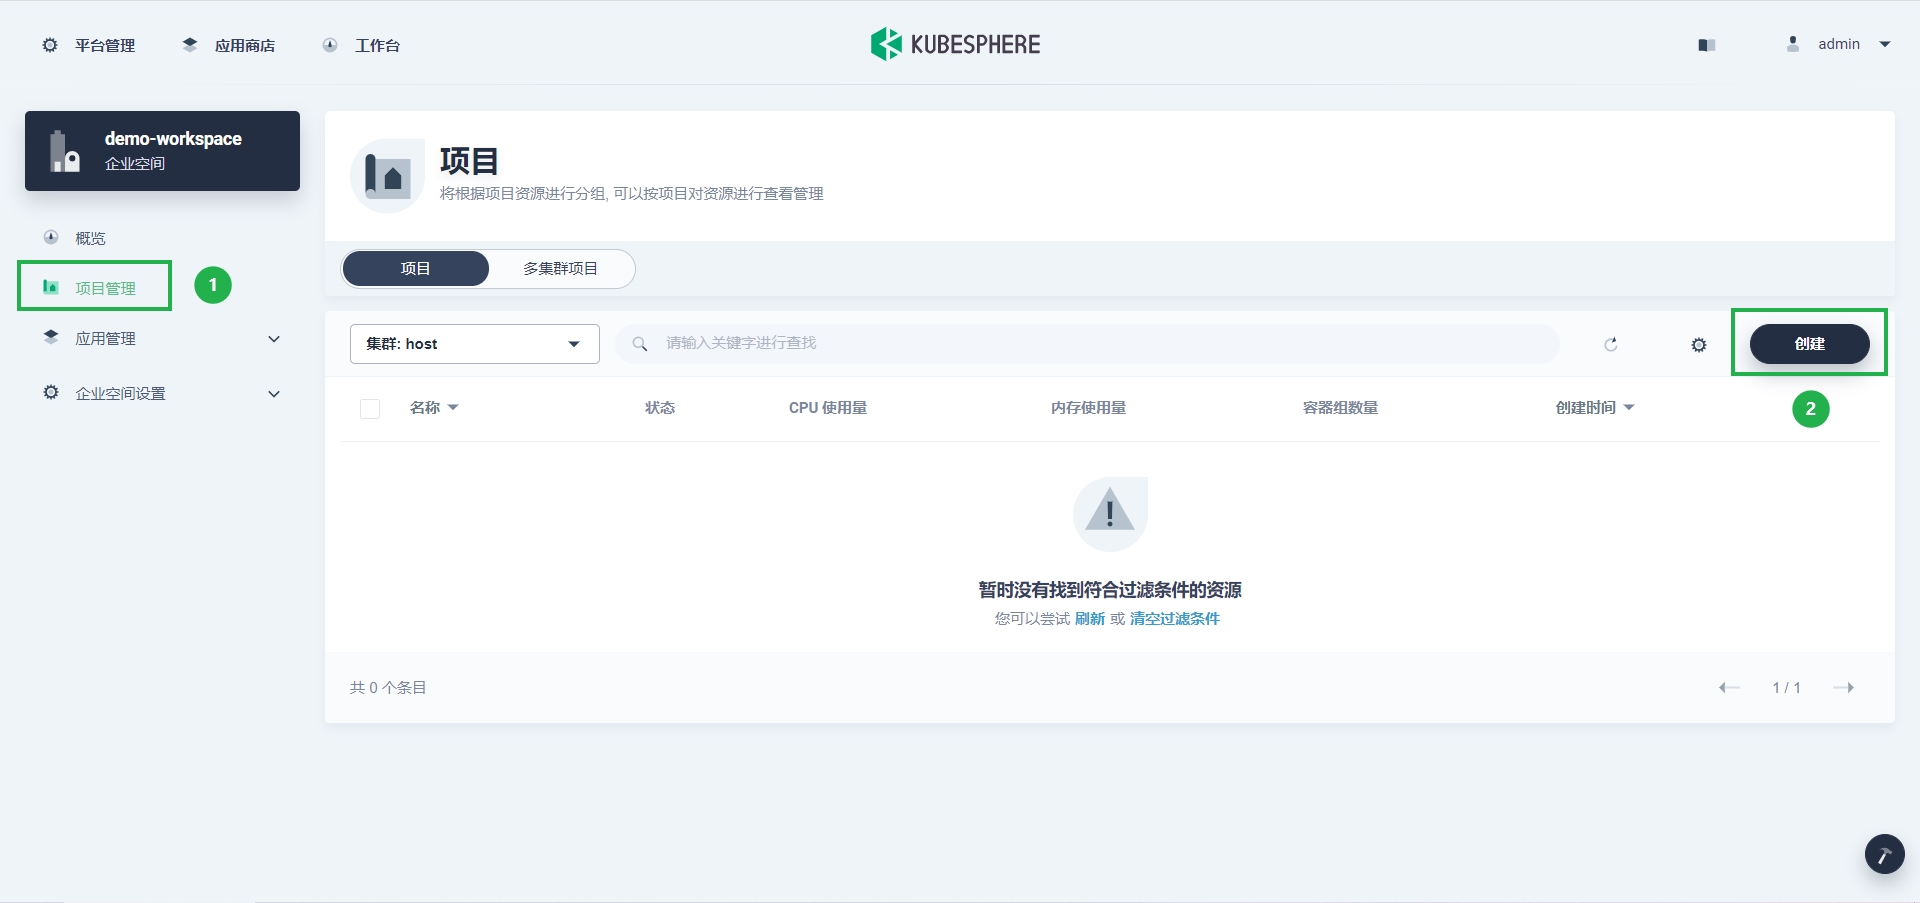 平台管理
应用商店
工作台
KUBESPHERE
admin
demo-workspace
企业空间
概览
项目管理
1
应用管理
企业空间设置
项目
将根据项目资源进行分组, 可以按项目对资源进行查看管理
项目
多集群项目
集群: host
请输入关键字进行查找
创建
2
名称
状态
CPU 使用量
内存使用量
容器组数量
创建时间
暂时没有找到符合过滤条件的资源
您可以尝试 刷新 或 清空过滤条件
共 0 个条目
1 / 1